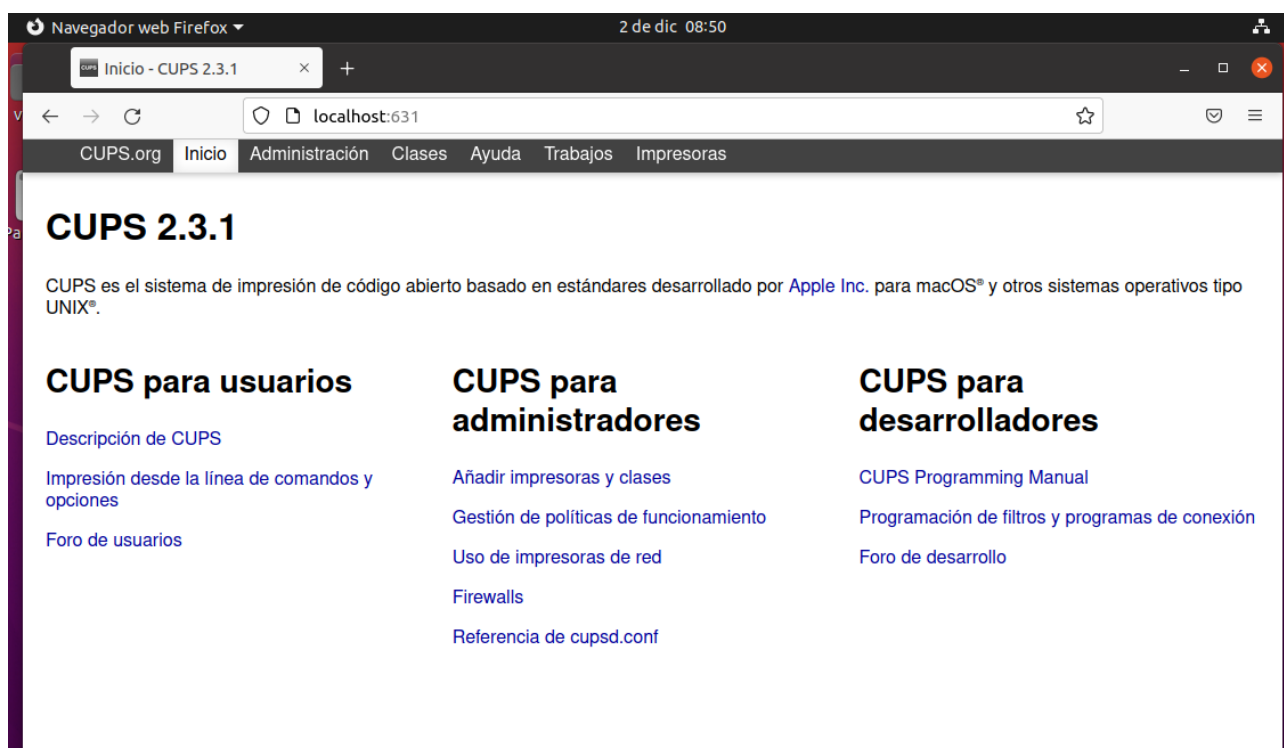 Navegador web Firefox
2 de dic 08:50
CUPS Inicio - CUPS 2.3.1
localhost:631
CUPS.org Inicio Administración Clases Ayuda Trabajos Impresoras
CUPS 2.3.1
CUPS es el sistema de impresión de código abierto basado en estándares desarrollado por Apple Inc. para macOS® y otros sistemas operativos tipo
UNIX®.
CUPS para usuarios
Descripción de CUPS
Impresión desde la línea de comandos y
opciones
Foro de usuarios
CUPS para
administradores
Añadir impresoras y clases
Gestión de políticas de funcionamiento
Uso de impresoras de red
Firewalls
Referencia de cupsd.conf
CUPS para
desarrolladores
CUPS Programming Manual
Programación de filtros y programas de conexión
Foro de desarrollo